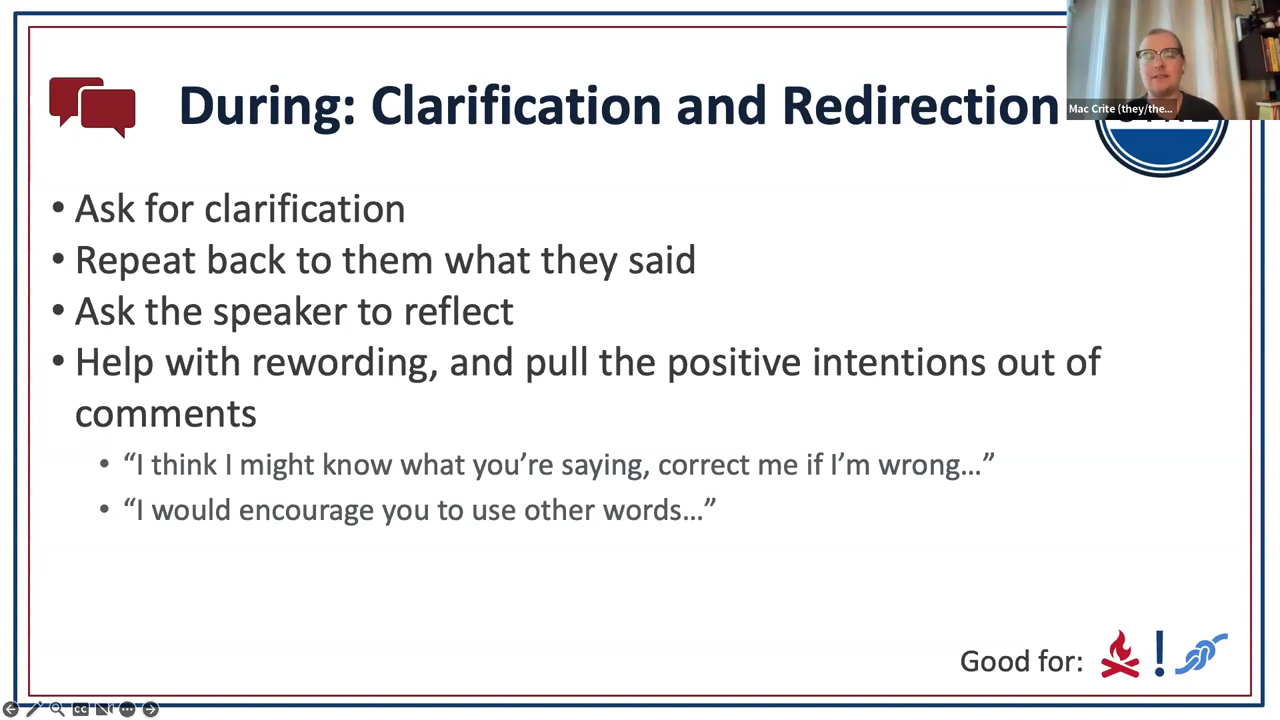 During: Clarification and Redirection
Mac Crite (they/the...
• Ask for clarification
• Repeat back to them what they said
• Ask the speaker to reflect
• Help with rewording, and pull the positive intentions out of
comments
• “I think I might know what you’re saying, correct me if I’m wrong…”
• “I would encourage you to use other words…”
Good for:
CC